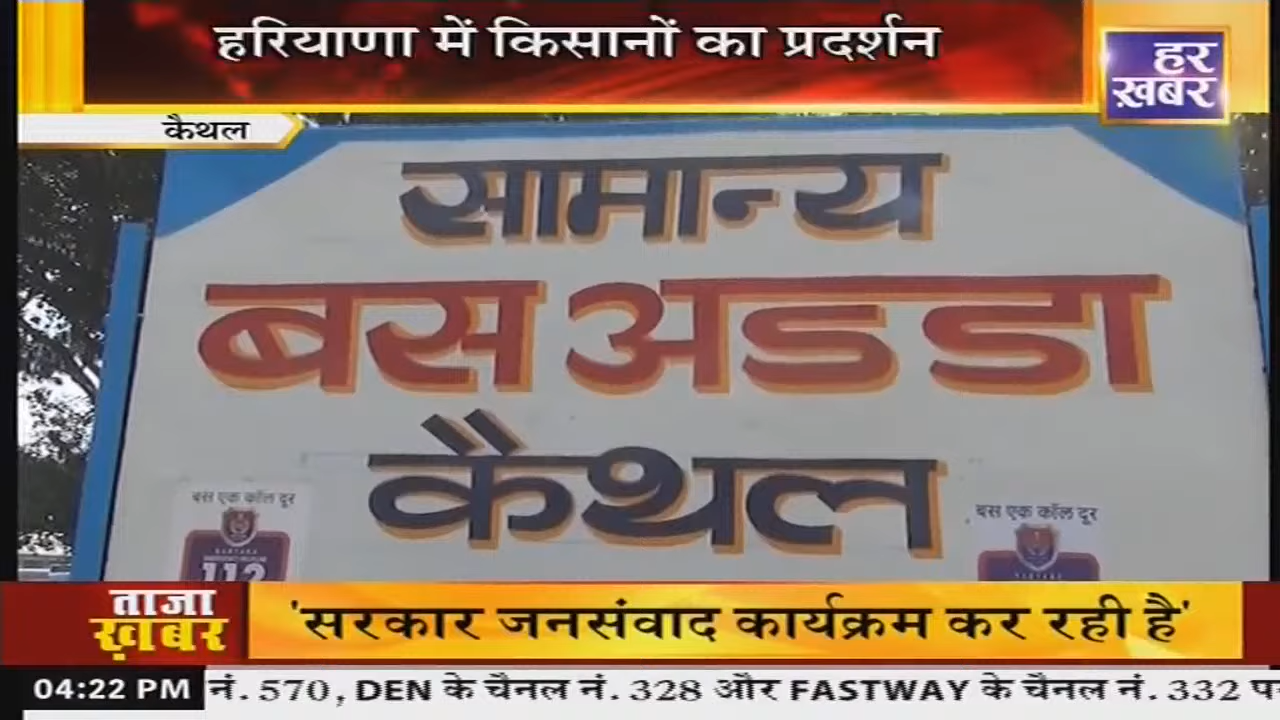 हरियाणा में किसानों का प्रदर्शन
हर
ख़बर
कैथल
सामान्य
बस अडडा
कैथल
बस एक कॉल दूर
112
बस एक कॉल दूर
ताजा
ख़बर
'सरकार जनसंवाद कार्यक्रम कर रही है'
04:22 PM
नं. 570, DEN के चैनल नं. 328 और FASTWAY के चैनल नं. 332 पर